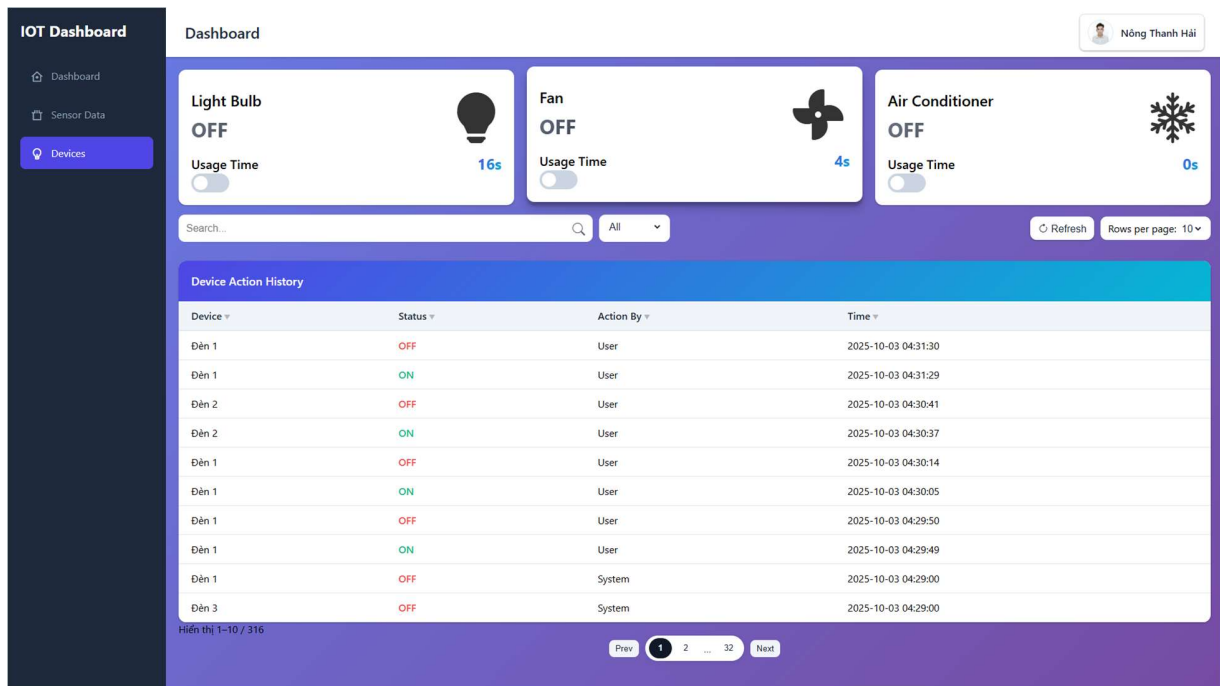 IOT Dashboard
Dashboard
Sensor Data
Devices
Dashboard
Nông Thanh Hải
Light Bulb
OFF
Usage Time 16s
Fan
OFF
Usage Time 4s
Air Conditioner
OFF
Usage Time 0s
Search... All Refresh Rows per page: 10
Device Action History
Device Status Action By Time
Đèn 1 OFF User 2025-10-03 04:31:30
Đèn 1 ON User 2025-10-03 04:31:29
Đèn 2 OFF User 2025-10-03 04:30:41
Đèn 2 ON User 2025-10-03 04:30:37
Đèn 1 OFF User 2025-10-03 04:30:14
Đèn 1 ON User 2025-10-03 04:30:05
Đèn 1 OFF User 2025-10-03 04:29:50
Đèn 1 ON User 2025-10-03 04:29:49
Đèn 1 OFF System 2025-10-03 04:29:00
Đèn 3 OFF System 2025-10-03 04:29:00
Hiển thị 1–10 / 316
Prev 1 2 ... 32 Next